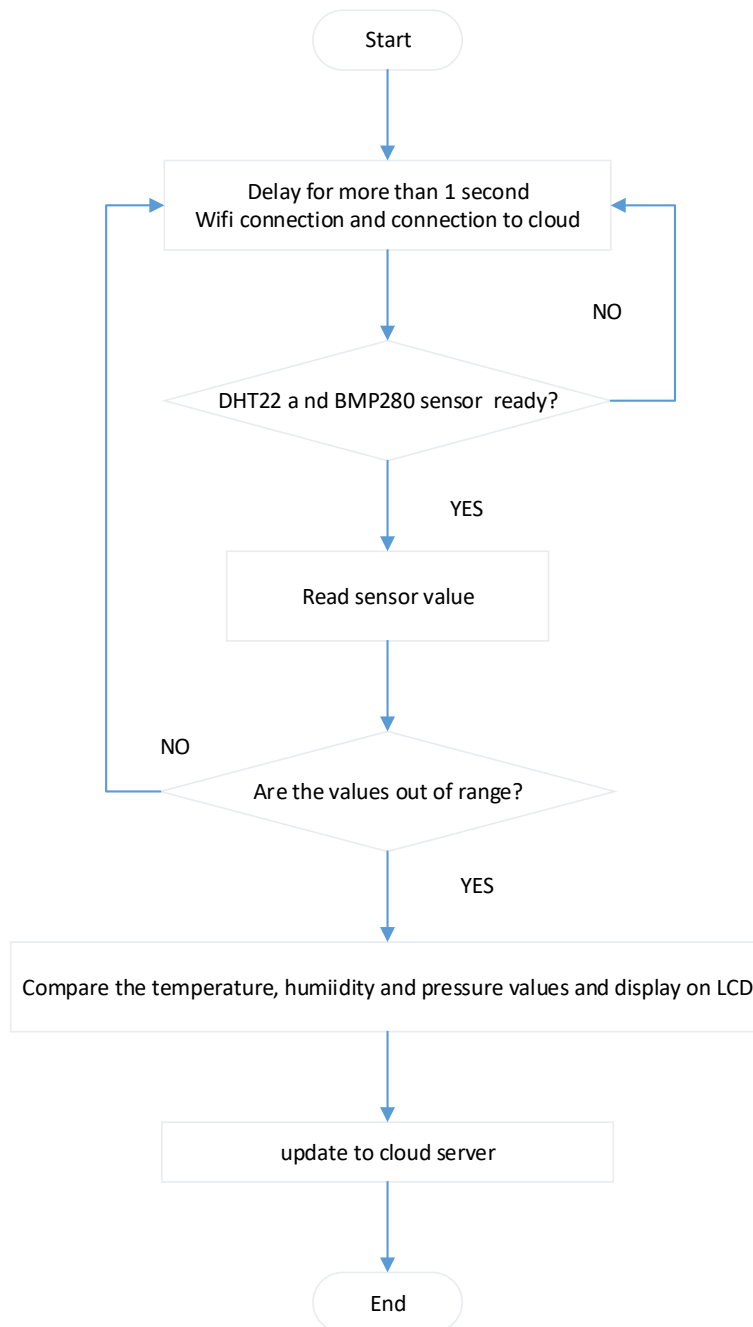 Start
Delay for more than 1 second
Wifi connection and connection to cloud
NO
DHT22 a nd BMP280 sensor  ready?
YES
Read sensor value
NO
Are the values out of range?
YES
Compare the temperature, humiidity and pressure values and display on LCD
update to cloud server
End